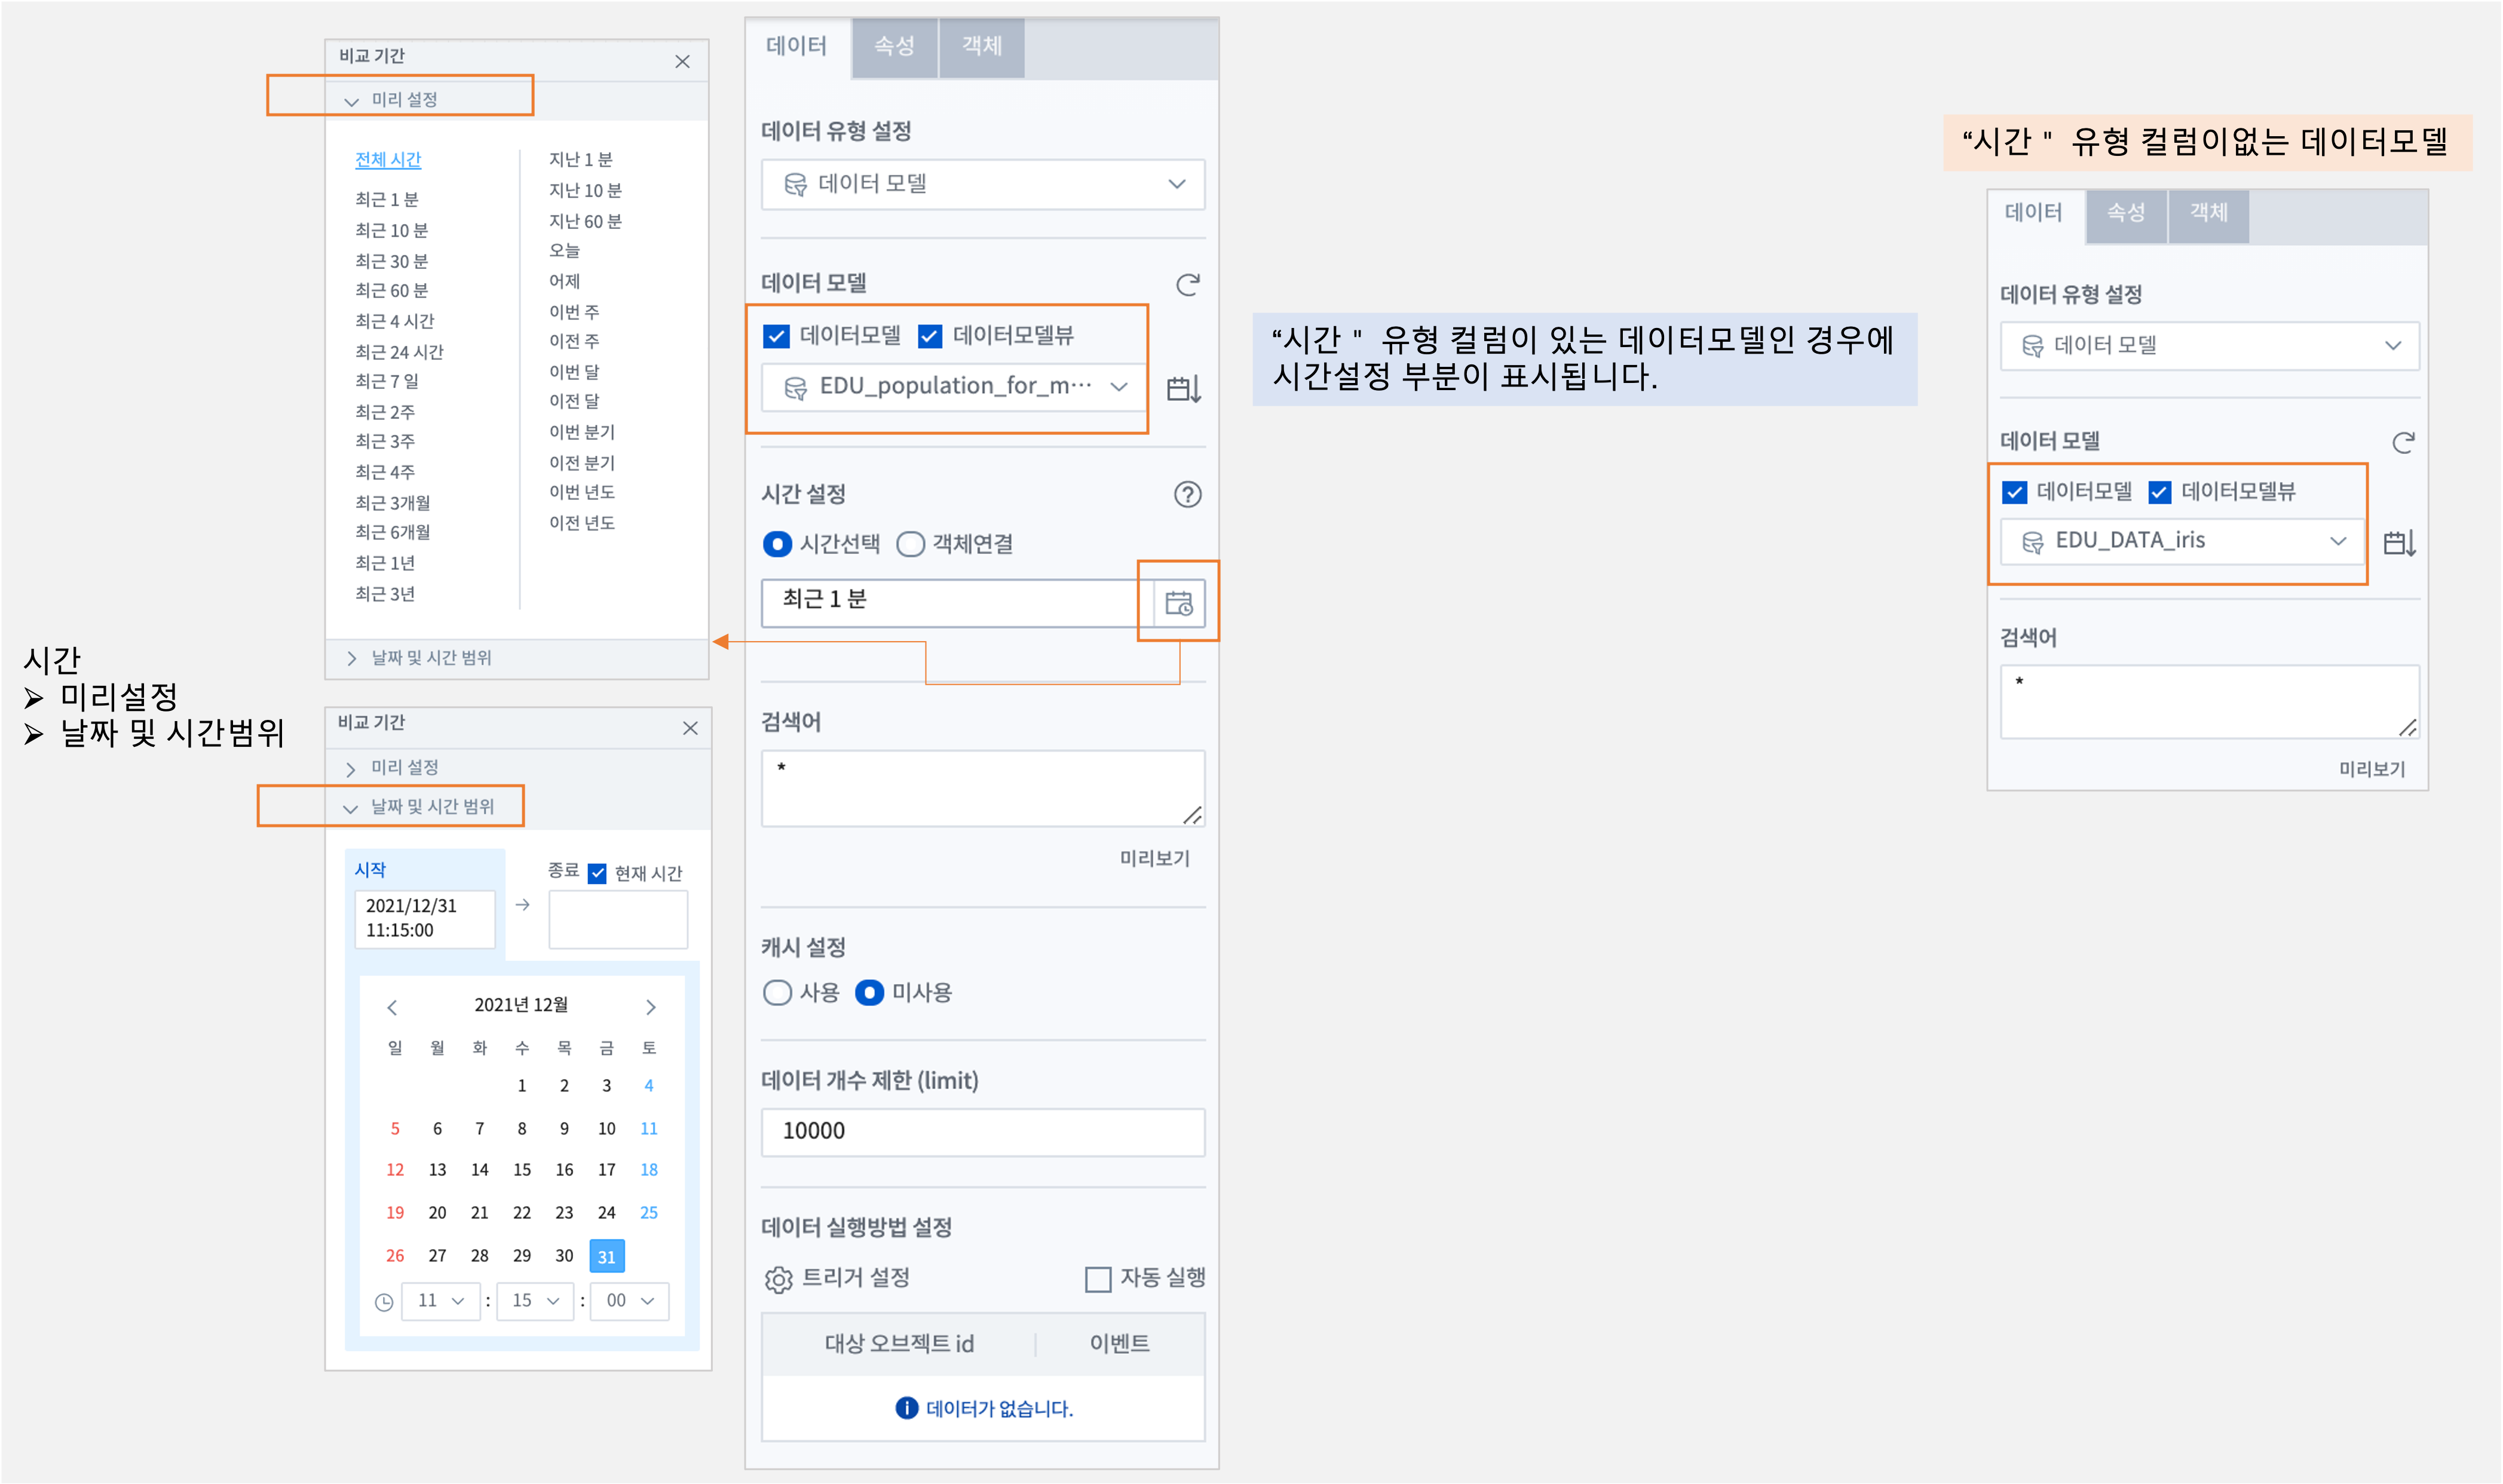 시간
➢ 미리설정
➢ 날짜 및 시간범위
비교 기간
미리 설정
전체 시간
최근 1 분
최근 10 분
최근 30 분
최근 60 분
최근 4 시간
최근 24 시간
최근 7 일
최근 2주
최근 3주
최근 4주
최근 3개월
최근 6개월
최근 1년
최근 3년
지난 1 분
지난 10 분
지난 60 분
오늘
어제
이번 주
이전 주
이번 달
이전 달
이번 분기
이전 분기
이번 년도
이전 년도
날짜 및 시간 범위
비교 기간
미리 설정
날짜 및 시간 범위
시작
2021/12/31
11:15:00
종료 현재 시간
2021년 12월
일 월 화 수 목 금 토
1 2 3 4
5 6 7 8 9 10 11
12 13 14 15 16 17 18
19 20 21 22 23 24 25
26 27 28 29 30 31
11 : 15 : 00
데이터 속성 객체
데이터 유형 설정
데이터 모델
데이터 모델
데이터모델 데이터모델뷰
EDU_population_for_m···
시간 설정
시간선택 객체연결
최근 1 분
검색어
*
미리보기
캐시 설정
사용 미사용
데이터 개수 제한 (limit)
10000
데이터 실행방법 설정
트리거 설정 자동 실행
대상 오브젝트 id 이벤트
데이터가 없습니다.
“시간 " 유형 컬럼이 있는 데이터모델인 경우에
시간설정 부분이 표시됩니다.
“시간 " 유형 컬럼이없는 데이터모델
데이터 속성 객체
데이터 유형 설정
데이터 모델
데이터 모델
데이터모델 데이터모델뷰
EDU_DATA_iris
검색어
*
미리보기